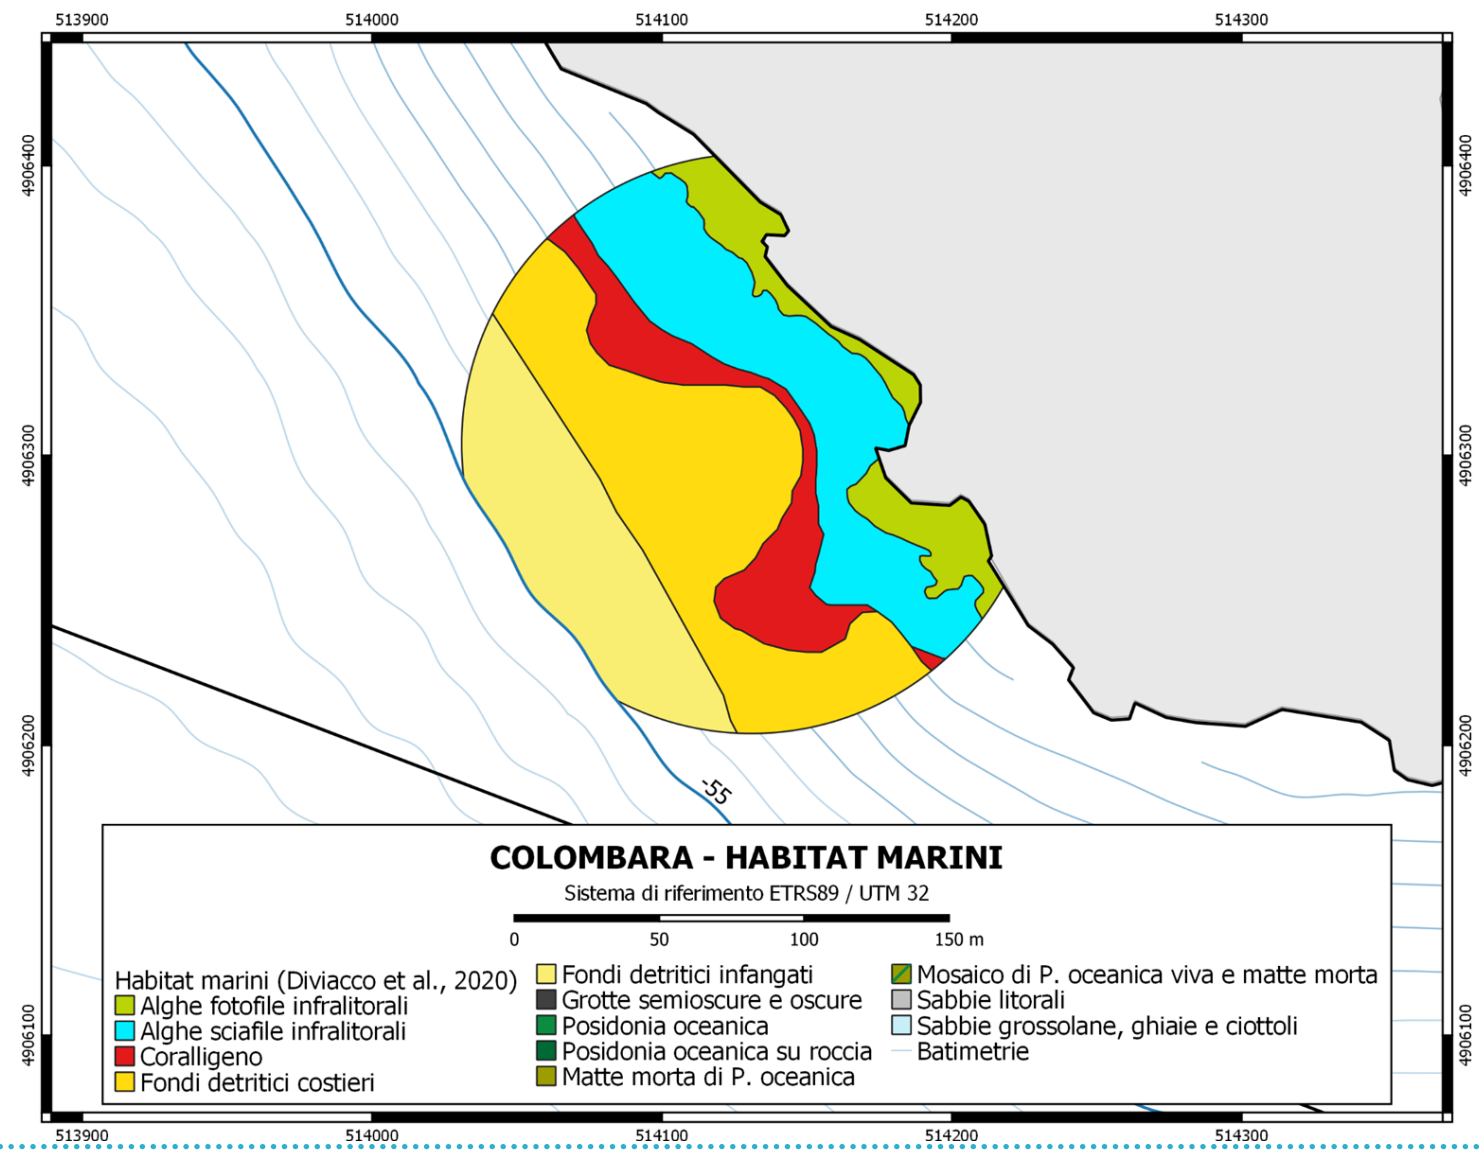 513900 514000 514100 514200 514300
4906400 4906400
4906300 4906300
4906200 4906200
4906100 4906100
-55
COLOMBARA - HABITAT MARINI
Sistema di riferimento ETRS89 / UTM 32
0 50 100 150 m
Habitat marini (Diviacco et al., 2020)
Alghe fotofile infralitorali
Alghe sciafile infralitorali
Coralligeno
Fondi detritici costieri
Fondi detritici infangati
Grotte semioscure e oscure
Posidonia oceanica
Posidonia oceanica su roccia
Matte morta di P. oceanica
Mosaico di P. oceanica viva e matte morta
Sabbie litorali
Sabbie grossolane, ghiaie e ciottoli
Batimetrie
513900 514000 514100 514200 514300